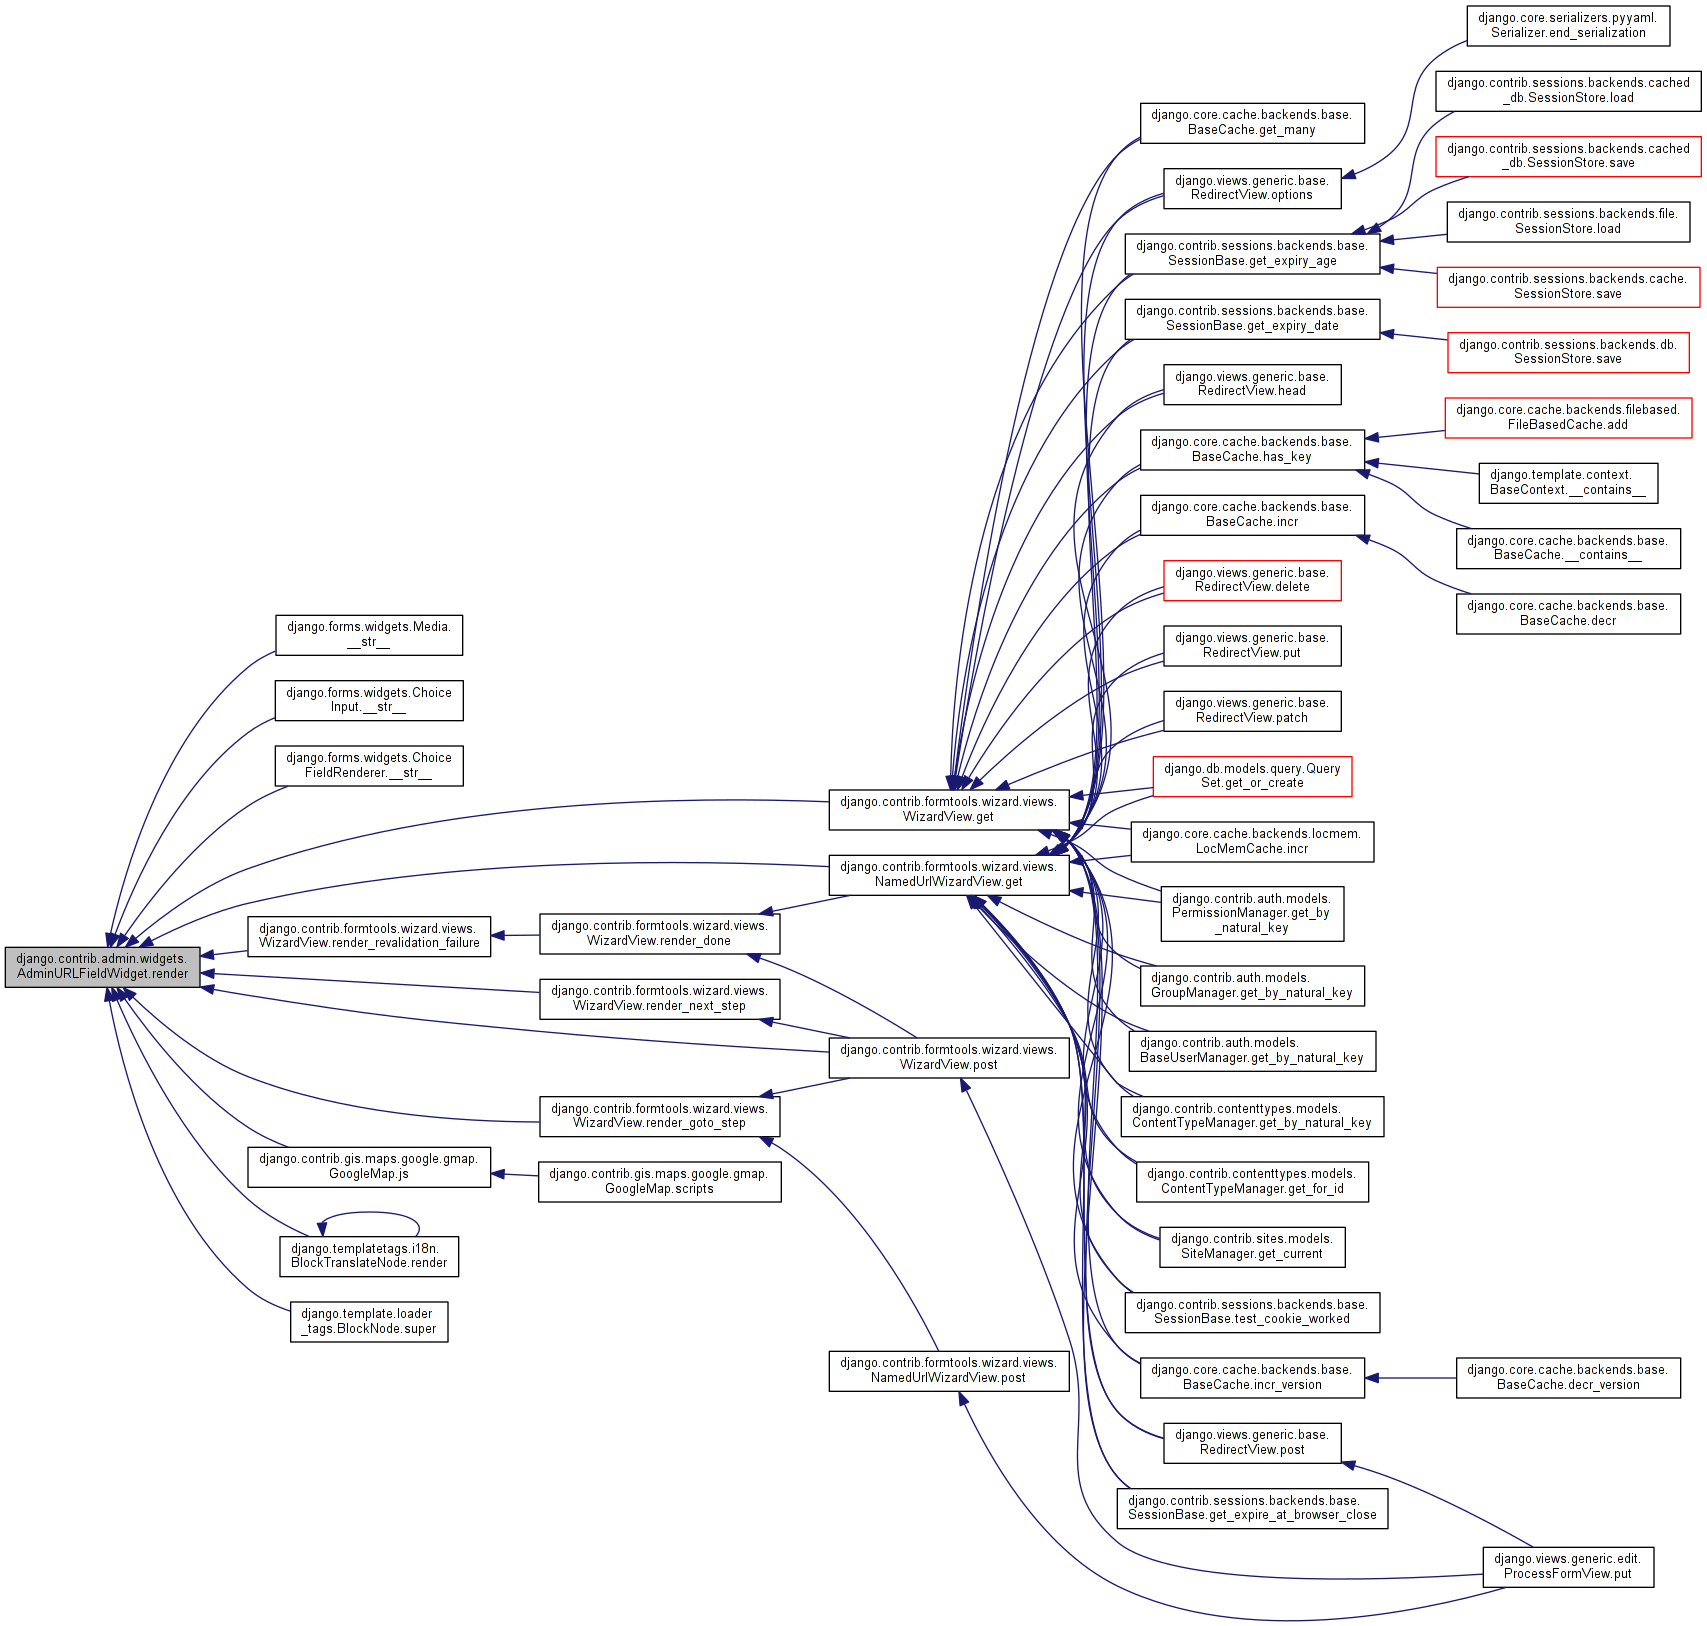 django.contrib.admin.widgets.
AdminURLFieldWidget.render
django.forms.widgets.Media.
__str__
django.forms.widgets.Choice
Input.__str__
django.forms.widgets.Choice
FieldRenderer.__str__
django.contrib.formtools.wizard.views.
WizardView.render_revalidation_failure
django.contrib.gis.maps.google.gmap.
GoogleMap.js
django.templatetags.i18n.
BlockTranslateNode.render
django.template.loader
_tags.BlockNode.super
django.contrib.formtools.wizard.views.
WizardView.render_done
django.contrib.formtools.wizard.views.
WizardView.render_next_step
django.contrib.formtools.wizard.views.
WizardView.render_goto_step
django.contrib.gis.maps.google.gmap.
GoogleMap.scripts
django.contrib.formtools.wizard.views.
WizardView.get
django.contrib.formtools.wizard.views.
NamedUrlWizardView.get
django.contrib.formtools.wizard.views.
WizardView.post
django.contrib.formtools.wizard.views.
NamedUrlWizardView.post
django.core.cache.backends.base.
BaseCache.get_many
django.views.generic.base.
RedirectView.options
django.contrib.sessions.backends.base.
SessionBase.get_expiry_age
django.contrib.sessions.backends.base.
SessionBase.get_expiry_date
django.views.generic.base.
RedirectView.head
django.core.cache.backends.base.
BaseCache.has_key
django.core.cache.backends.base.
BaseCache.incr
django.views.generic.base.
RedirectView.delete
django.views.generic.base.
RedirectView.put
django.views.generic.base.
RedirectView.patch
django.db.models.query.Query
Set.get_or_create
django.core.cache.backends.locmem.
LocMemCache.incr
django.contrib.auth.models.
PermissionManager.get_by
_natural_key
django.contrib.auth.models.
GroupManager.get_by_natural_key
django.contrib.auth.models.
BaseUserManager.get_by_natural_key
django.contrib.contenttypes.models.
ContentTypeManager.get_by_natural_key
django.contrib.contenttypes.models.
ContentTypeManager.get_for_id
django.contrib.sites.models.
SiteManager.get_current
django.contrib.sessions.backends.base.
SessionBase.test_cookie_worked
django.core.cache.backends.base.
BaseCache.incr_version
django.views.generic.base.
RedirectView.post
django.contrib.sessions.backends.base.
SessionBase.get_expire_at_browser_close
django.core.serializers.pyyaml.
Serializer.end_serialization
django.contrib.sessions.backends.cached
_db.SessionStore.load
django.contrib.sessions.backends.cached
_db.SessionStore.save
django.contrib.sessions.backends.file.
SessionStore.load
django.contrib.sessions.backends.cache.
SessionStore.save
django.contrib.sessions.backends.db.
SessionStore.save
django.core.cache.backends.filebased.
FileBasedCache.add
django.template.context.
BaseContext.__contains__
django.core.cache.backends.base.
BaseCache.__contains__
django.core.cache.backends.base.
BaseCache.decr
django.core.cache.backends.base.
BaseCache.decr_version
django.views.generic.edit.
ProcessFormView.put